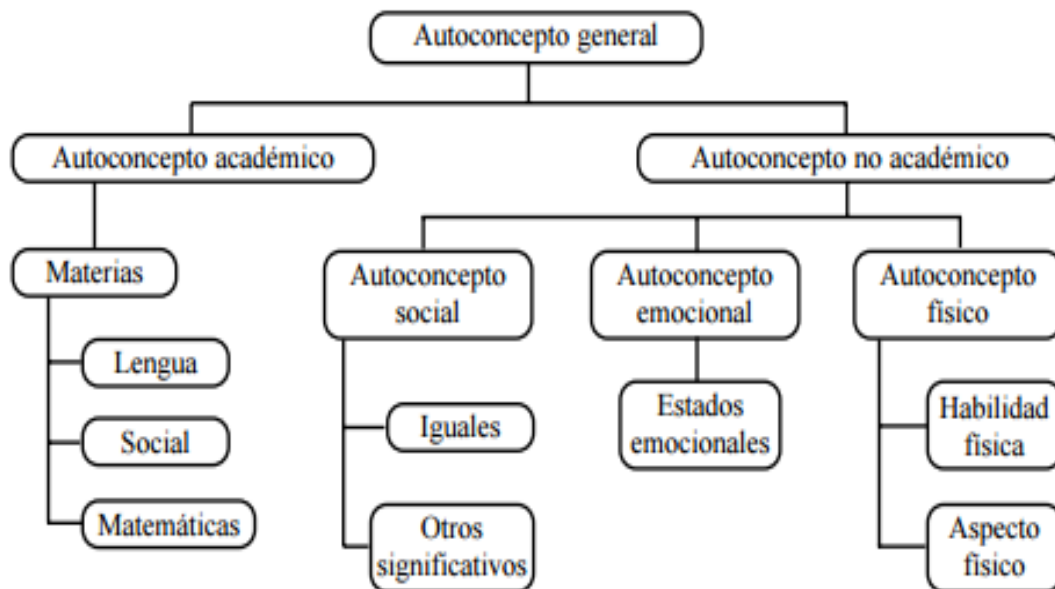 Autoconcepto general
Autoconcepto académico
Autoconcepto no académico
Materias
Lengua
Social
Matemáticas
Autoconcepto
social
Iguales
Otros
significativos
Autoconcepto
emocional
Estados
emocionales
Autoconcepto
físico
Habilidad
física
Aspecto
físico